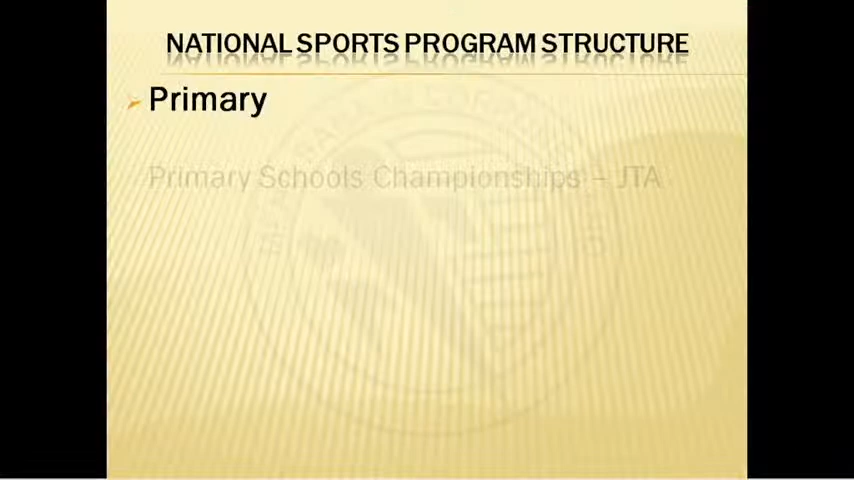 NATIONAL SPORTS PROGRAM STRUCTURE
Primary
Primary Schools Championships – JTA